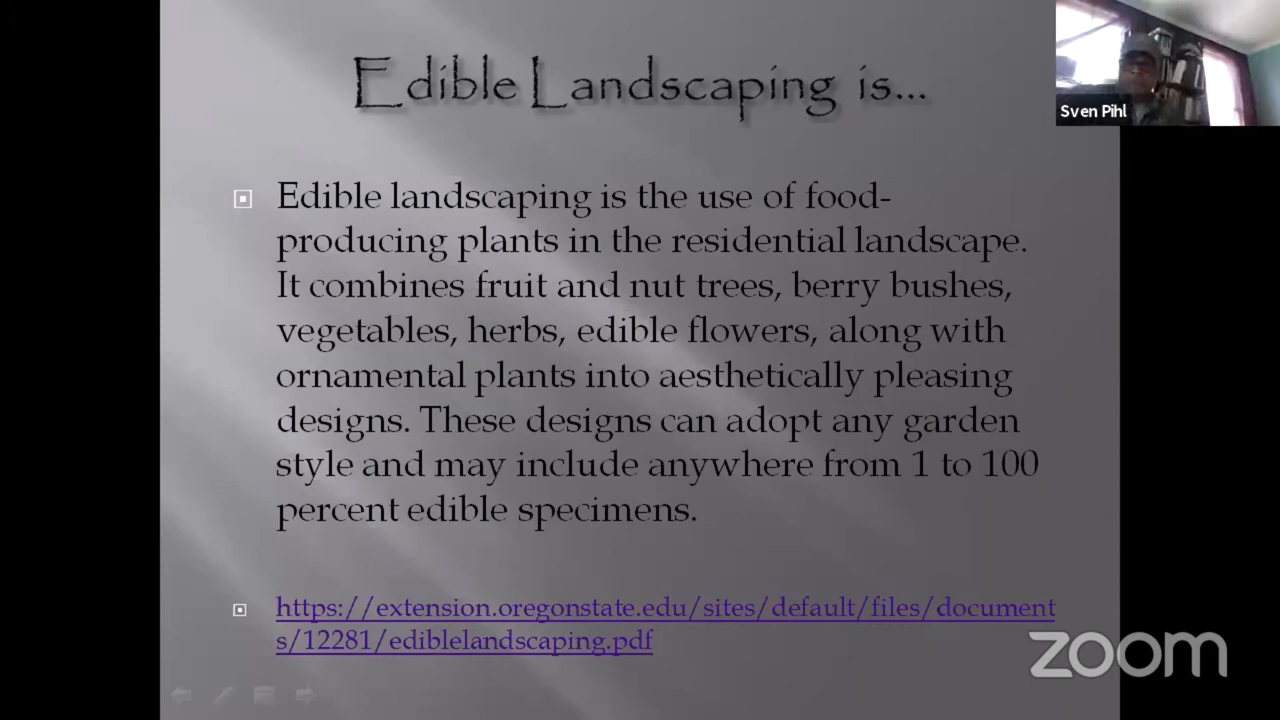 Edible Landscaping is...
Sven Pihl
Edible landscaping is the use of food-
producing plants in the residential landscape.
It combines fruit and nut trees, berry bushes,
vegetables, herbs, edible flowers, along with
ornamental plants into aesthetically pleasing
designs. These designs can adopt any garden
style and may include anywhere from 1 to 100
percent edible specimens.
https://extension.oregonstate.edu/sites/default/files/document
s/12281/ediblelandscaping.pdf
zoom